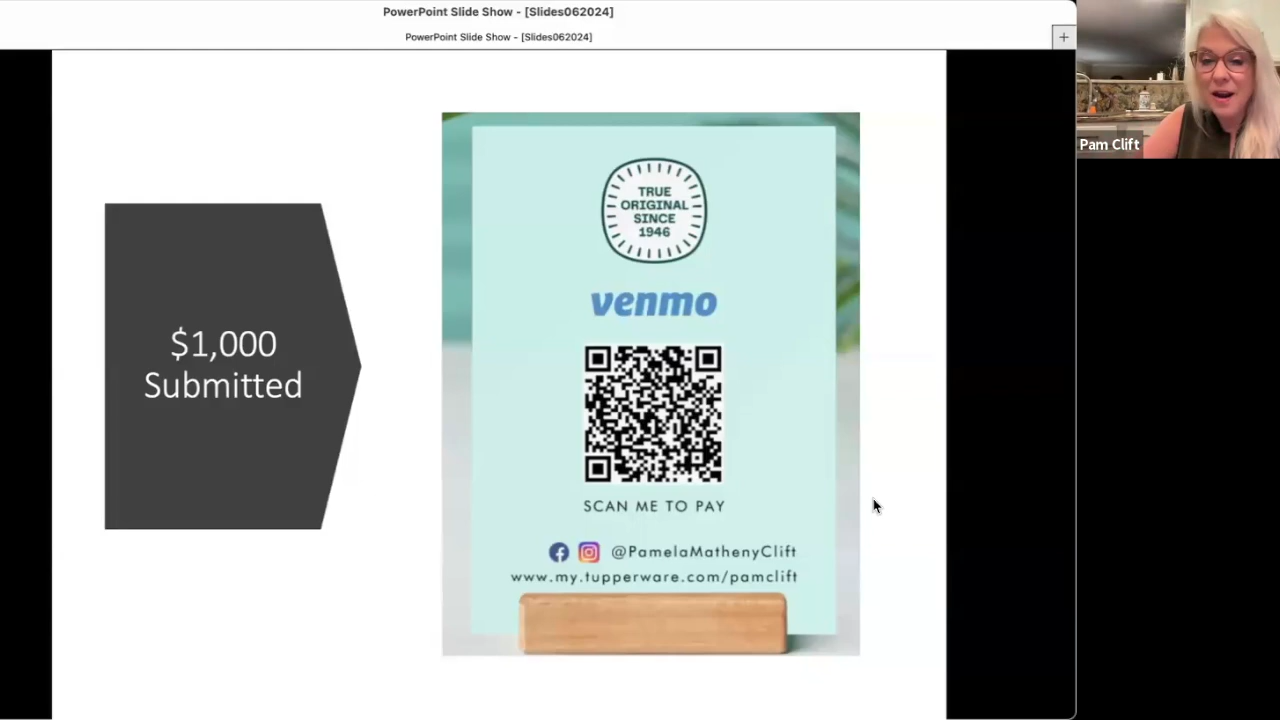 PowerPoint Slide Show - [Slides062024]
PowerPoint Slide Show - [Slides062024]
+
Pam Clift
$1,000
Submitted
TRUE
ORIGINAL
SINCE
1946
venmo
SCAN ME TO PAY
@PamelaMathenyClift
www.my.tupperware.com/pamclift